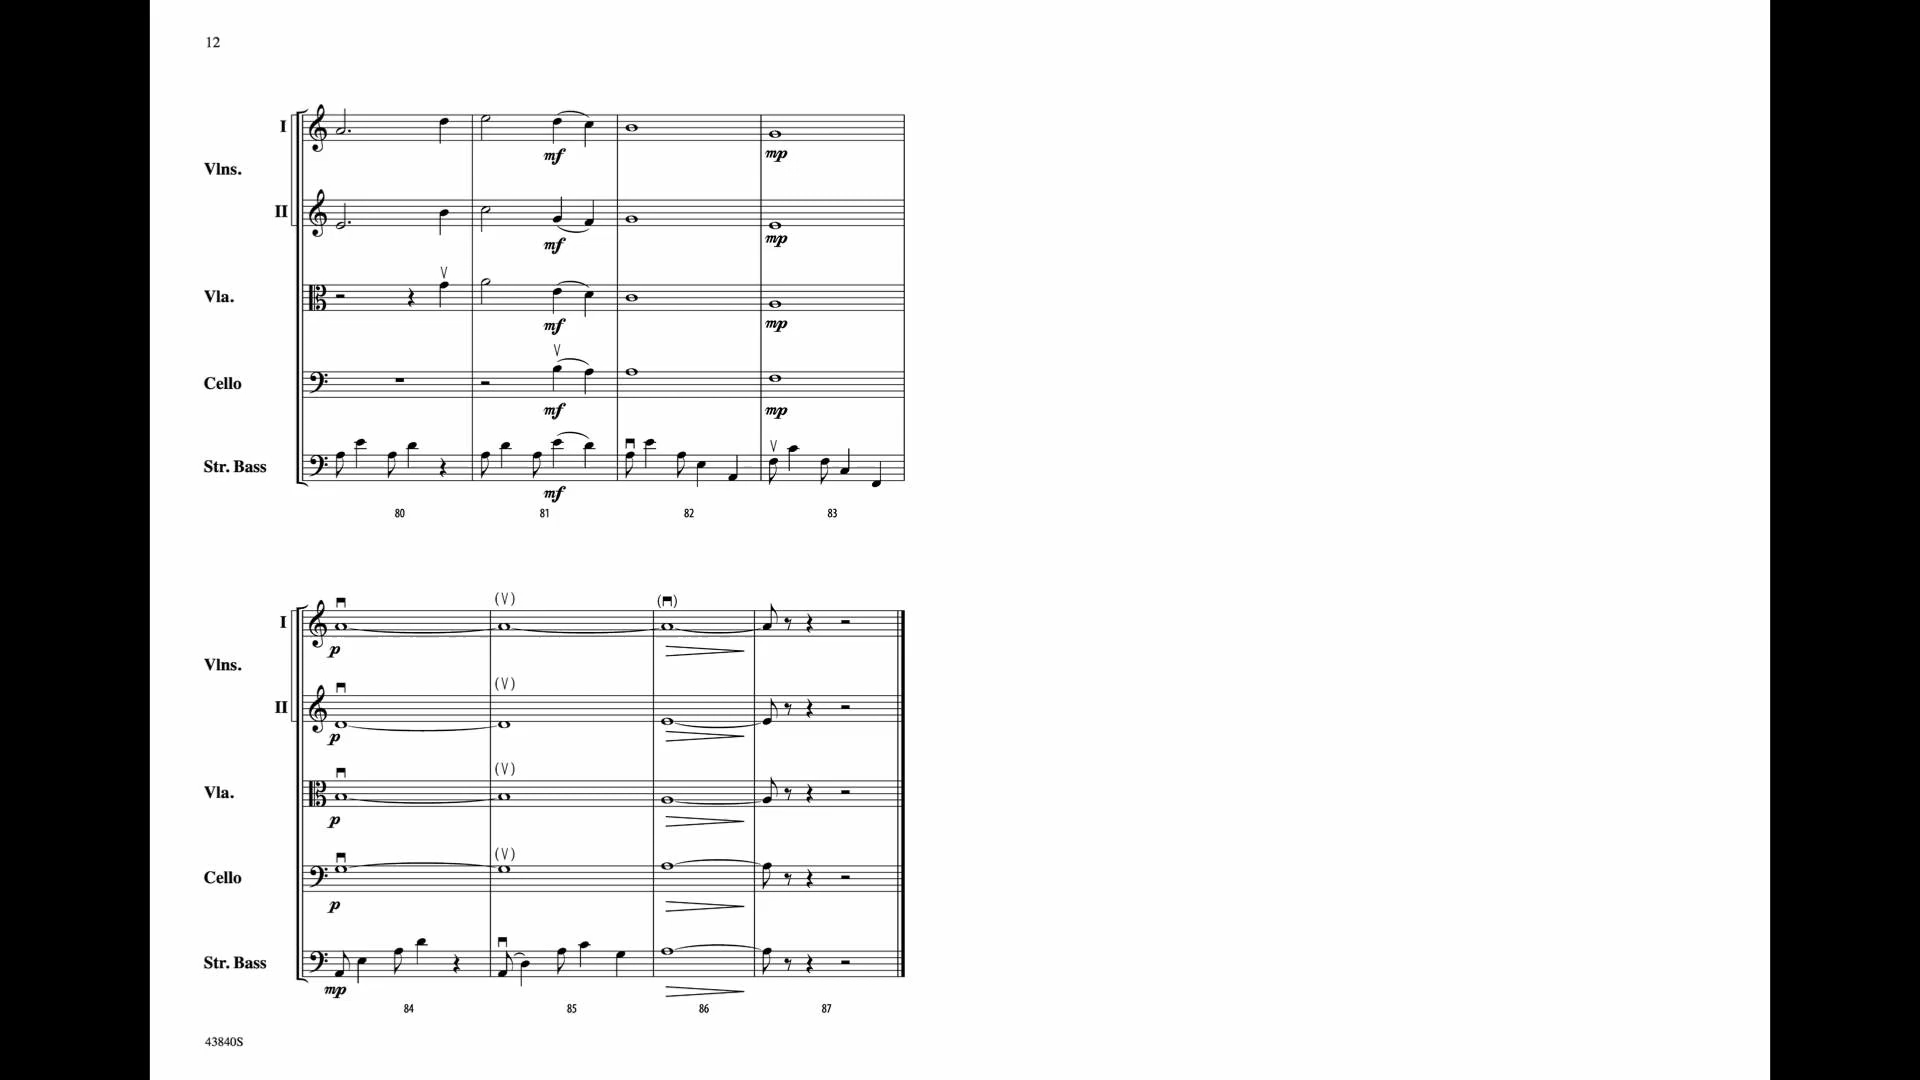 12
I
mf
mp
Vlns.
II
mf
mp
Vla.
mf
mp
Cello
mf
mp
Str. Bass
mf
80 81 82 83
(V) 
I
p
Vlns.
(V)
II
p
(V)
Vla.
p
(V)
Cello
p
Str. Bass
mp
84 85 86 87
43840S